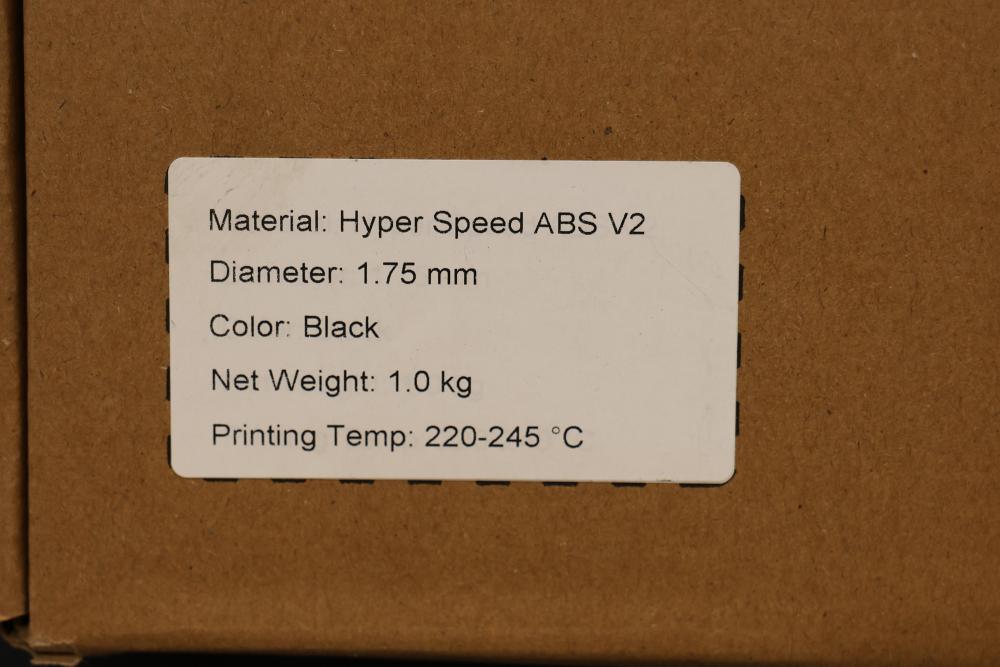 Material: Hyper Speed ABS V2
Diameter: 1.75 mm
Color: Black
Net Weight: 1.0 kg
Printing Temp: 220-245 °C